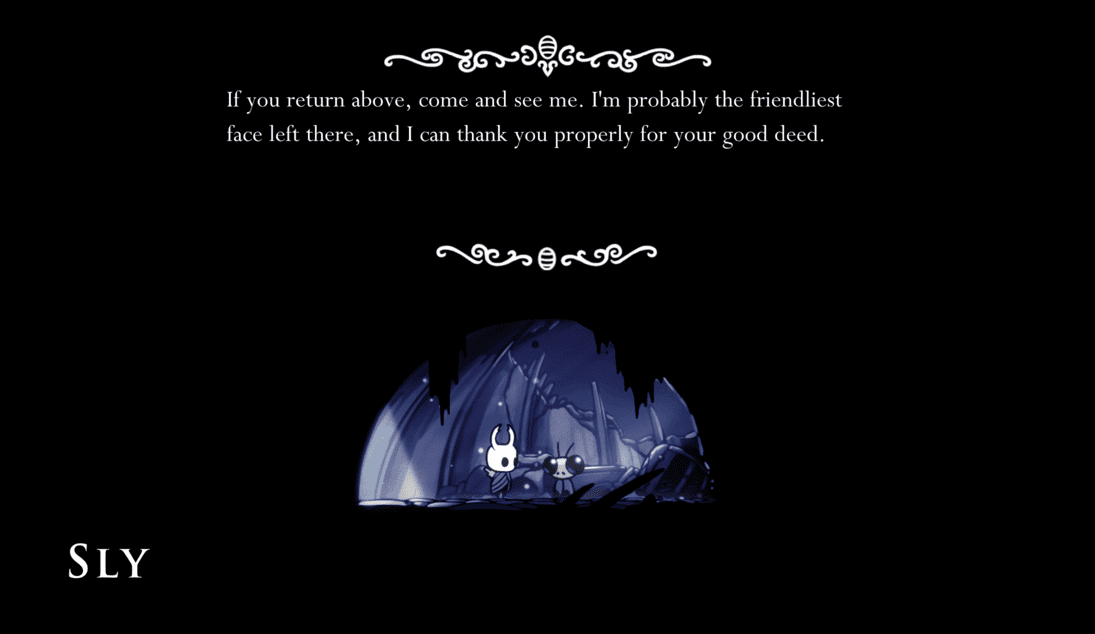 If you return above, come and see me. I'm probably the friendliest
face left there, and I can thank you properly for your good deed.
SLY